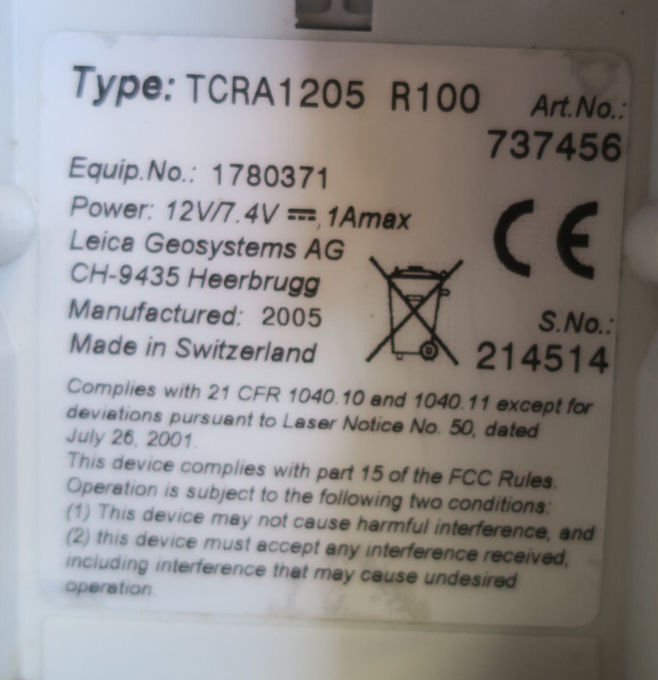 Type: TCRA1205 R100 Art.No.:
737456
Equip.No.: 1780371
Power: 12V/7.4V ⎓, 1Amax
Leica Geosystems AG
CE
CH-9435 Heerbrugg
Manufactured: 2005
S.No.:
Made in Switzerland
214514
Complies with 21 CFR 1040.10 and 1040.11 except for
deviations pursuant to Laser Notice No. 50, dated
July 26, 2001.
This device complies with part 15 of the FCC Rules.
Operation is subject to the following two conditions:
(1) This device may not cause harmful interference, and
(2) this device must accept any interference received,
including interference that may cause undesired
operation.